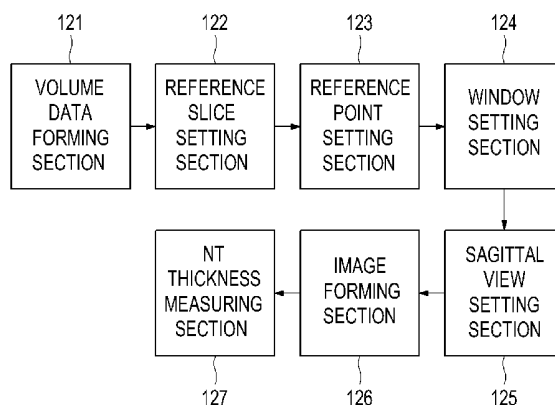 121
122
123
124
VOLUME
DATA
FORMING
SECTION
REFERENCE
SLICE
SETTING
SECTION
REFERENCE
POINT
SETTING
SECTION
WINDOW
SETTING
SECTION
NT
THICKNESS
MEASURING
SECTION
IMAGE
FORMING
SECTION
SAGITTAL
VIEW
SETTING
SECTION
127
126
125